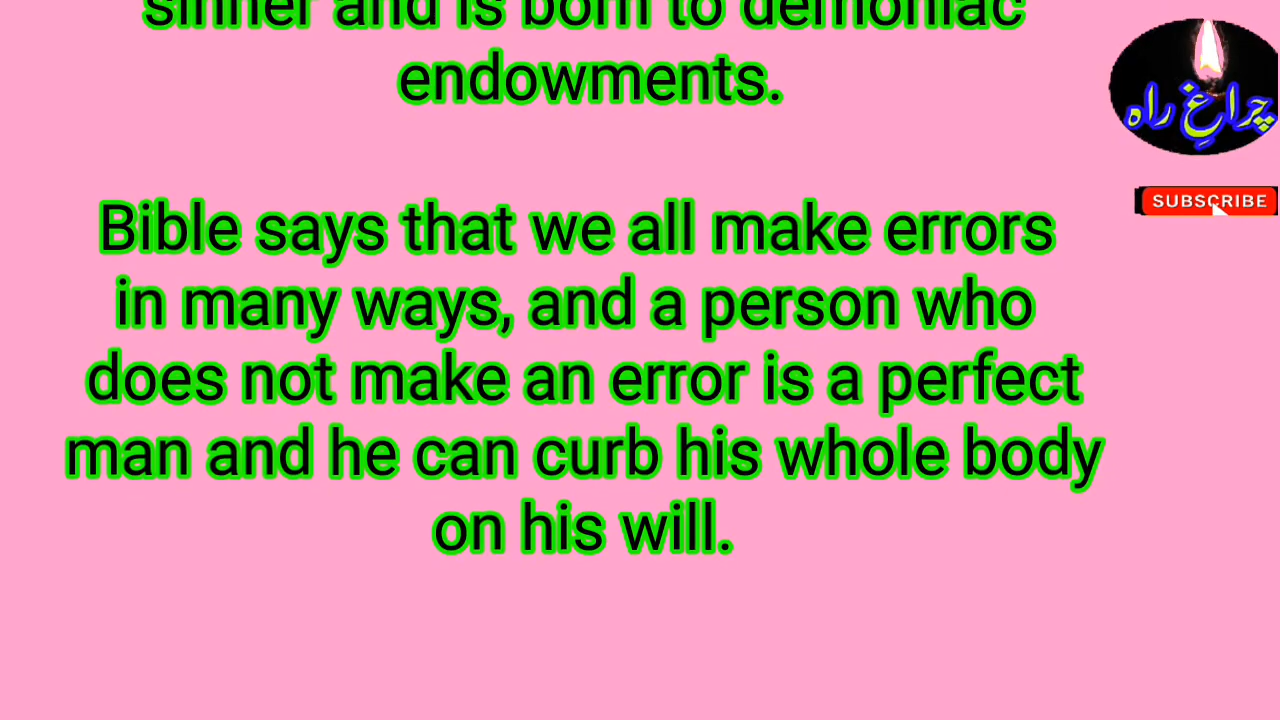 sinner and is born to demoniac
endowments.
چراغِ راہ
SUBSCRIBE
Bible says that we all make errors
in many ways, and a person who
does not make an error is a perfect
man and he can curb his whole body
on his will.